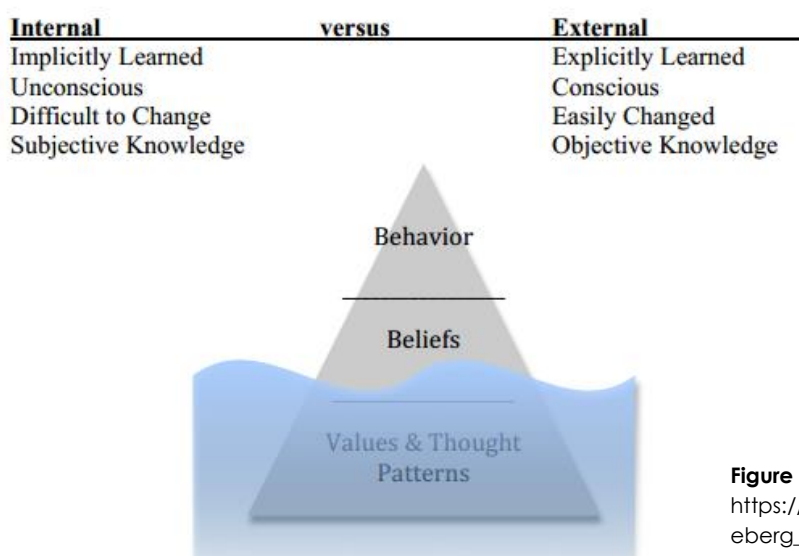 Internal versus External
Implicitly Learned Explicitly Learned
Unconscious Conscious
Difficult to Change Easily Changed
Subjective Knowledge Objective Knowledge
Behavior
Beliefs
Values & Thought
Patterns
Figure
https:/
eberg_